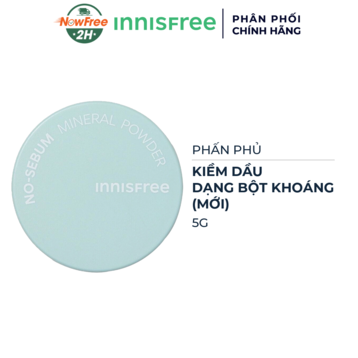 NowFree
2H
innisfree
PHÂN PHỐI
CHÍNH HÃNG
NO-SEBUM MINERAL POWDER
innisfree
PHẤN PHỦ
KIỀM DẦU
DẠNG BỘT KHOÁNG
(MỚI)
5G